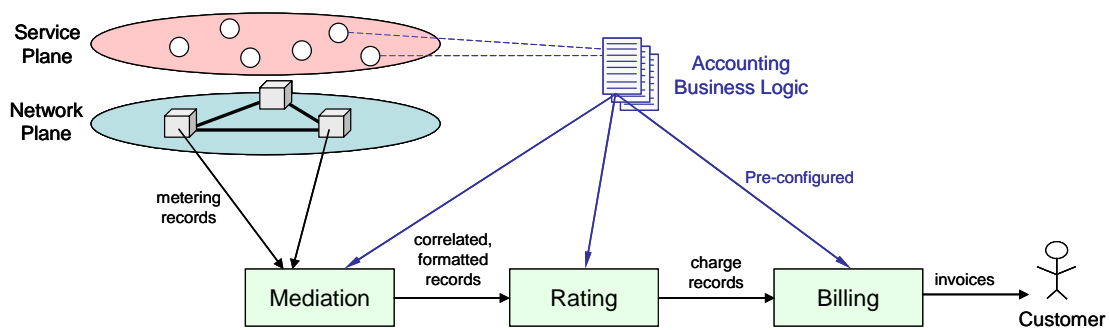 Service
Plane
Network
Plane
Accounting
Business Logic
Pre-configured
metering
records
correlated,
formatted
records
charge
records
invoices
Mediation
Rating
Billing
Customer